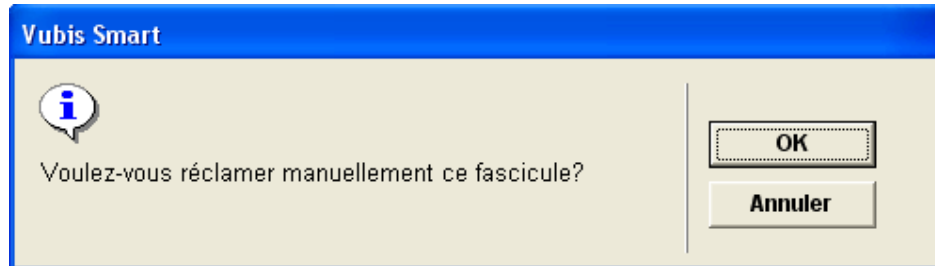 Vubis Smart
Voulez-vous réclamer manuellement ce fascicule?
OK
Annuler